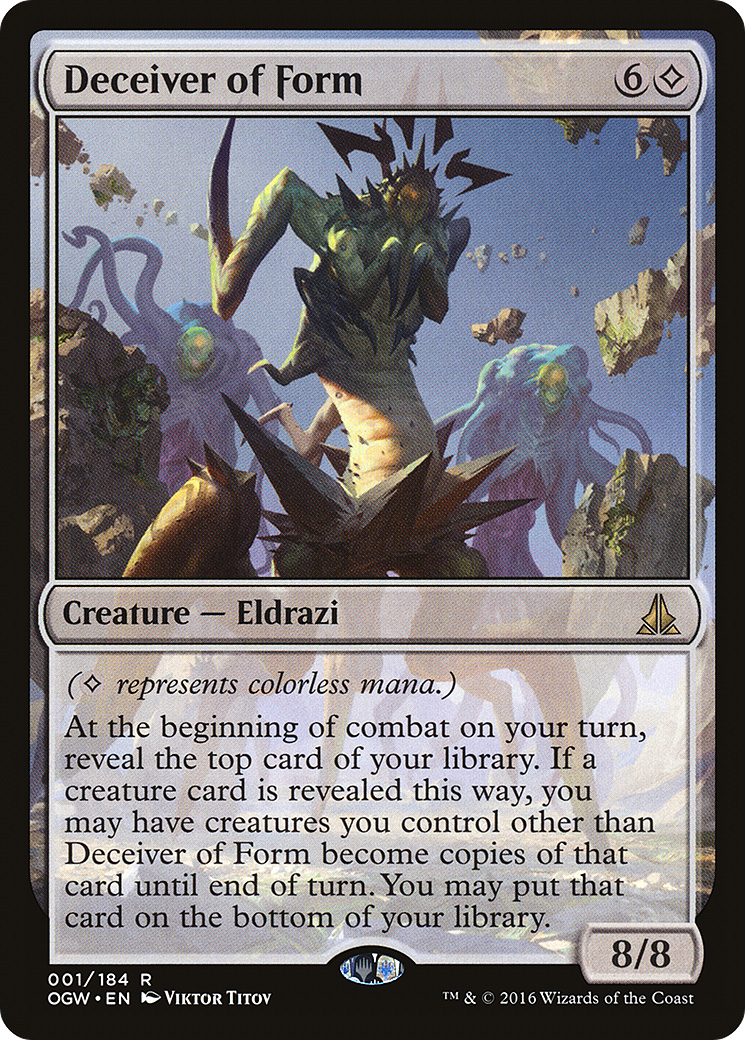 Deceiver of Form 6
Creature — Eldrazi
(◇ represents colorless mana.)
At the beginning of combat on your turn,
reveal the top card of your library. If a
creature card is revealed this way, you
may have creatures you control other than
Deceiver of Form become copies of that
card until end of turn. You may put that
card on the bottom of your library.
8/8
001/184 R
OGW • EN Viktor Titov
™ & © 2016 Wizards of the Coast